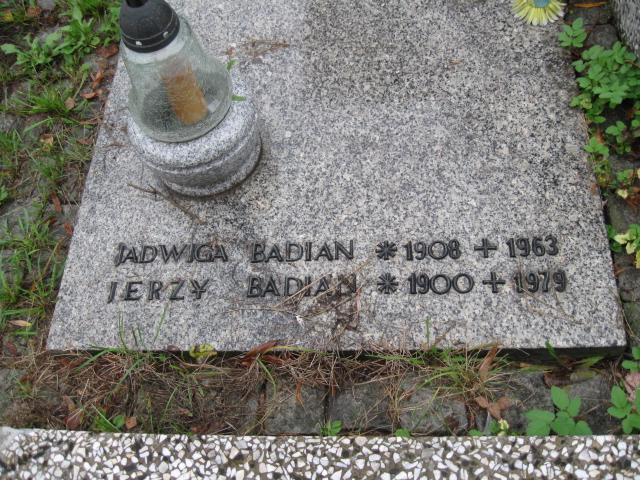 JADWIGA BADIAN * 1908 + 1963
JERZY BADIAN * 1900 + 1979